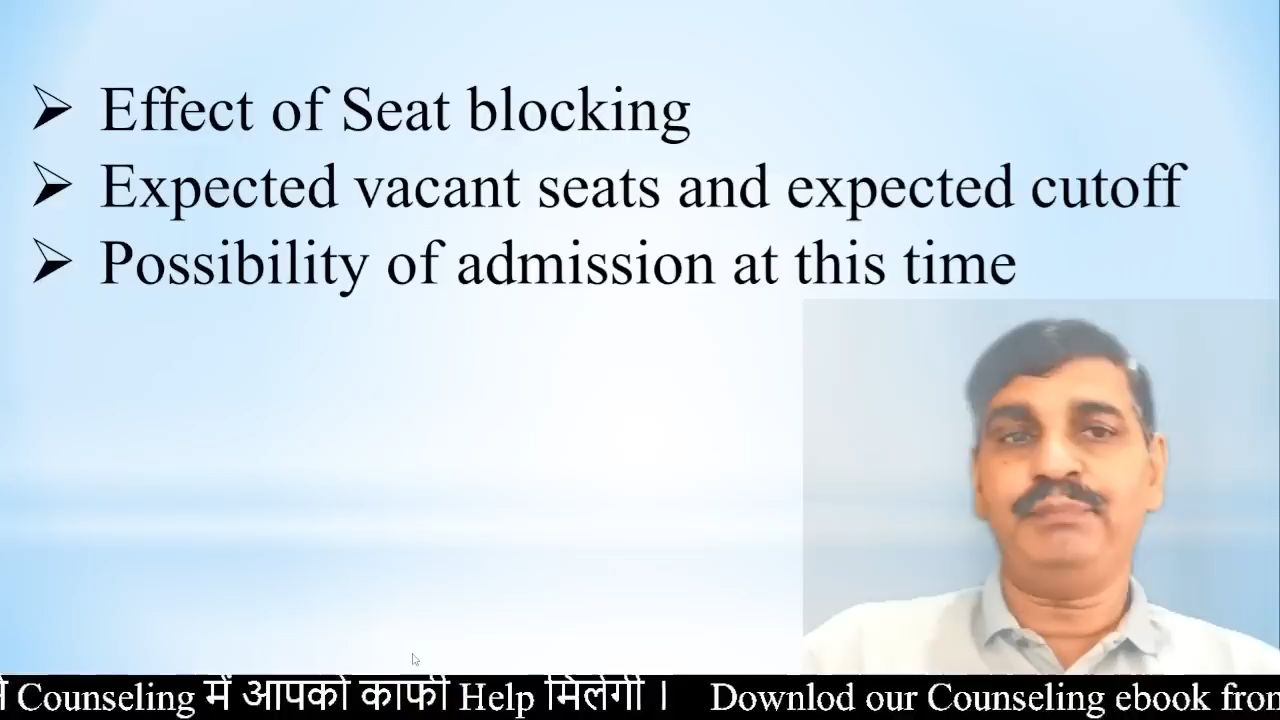 ➢ Effect of Seat blocking
➢ Expected vacant seats and expected cutoff
➢ Possibility of admission at this time
Counseling में आपको काफी Help मिलेगी । Downlod our Counseling ebook